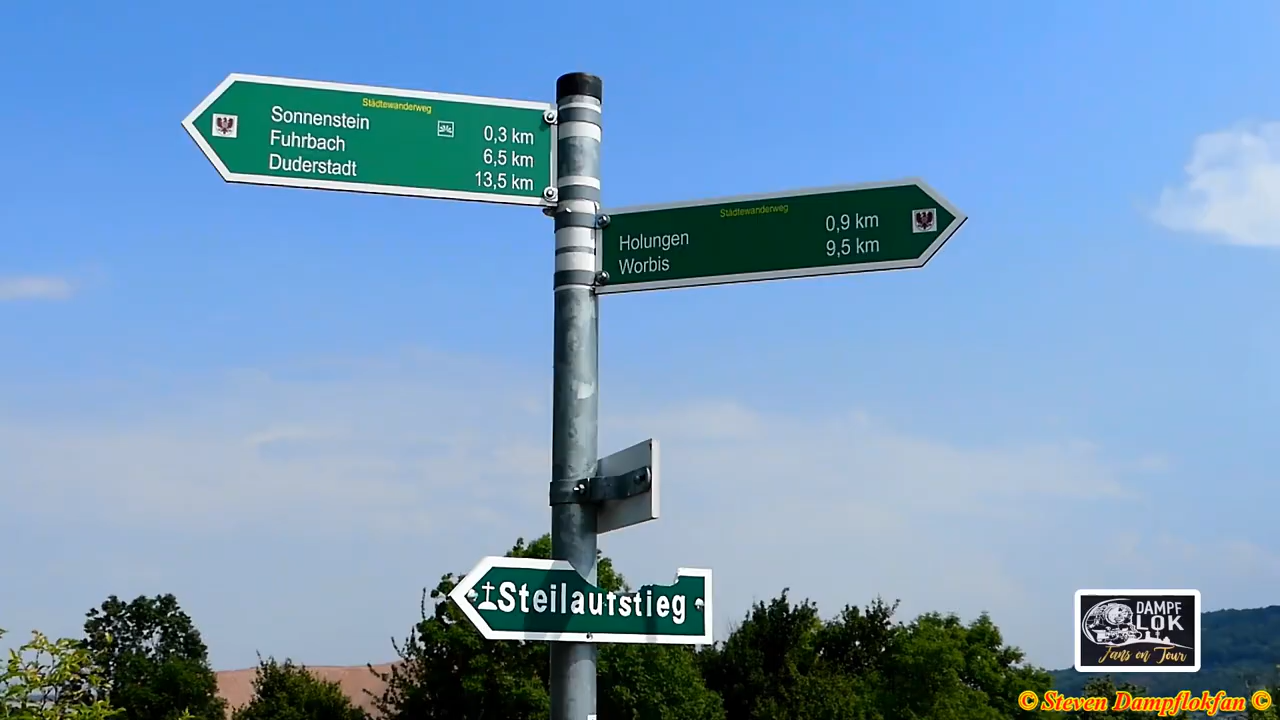 Städtewanderweg
Sonnenstein 0,3 km
Fuhrbach 6,5 km
Duderstadt 13,5 km
Städtewanderweg
Holungen 0,9 km
Worbis 9,5 km
Steilaufstieg
DAMPF
LOK
Fans on Tour
© Steven Dampflokfan ©